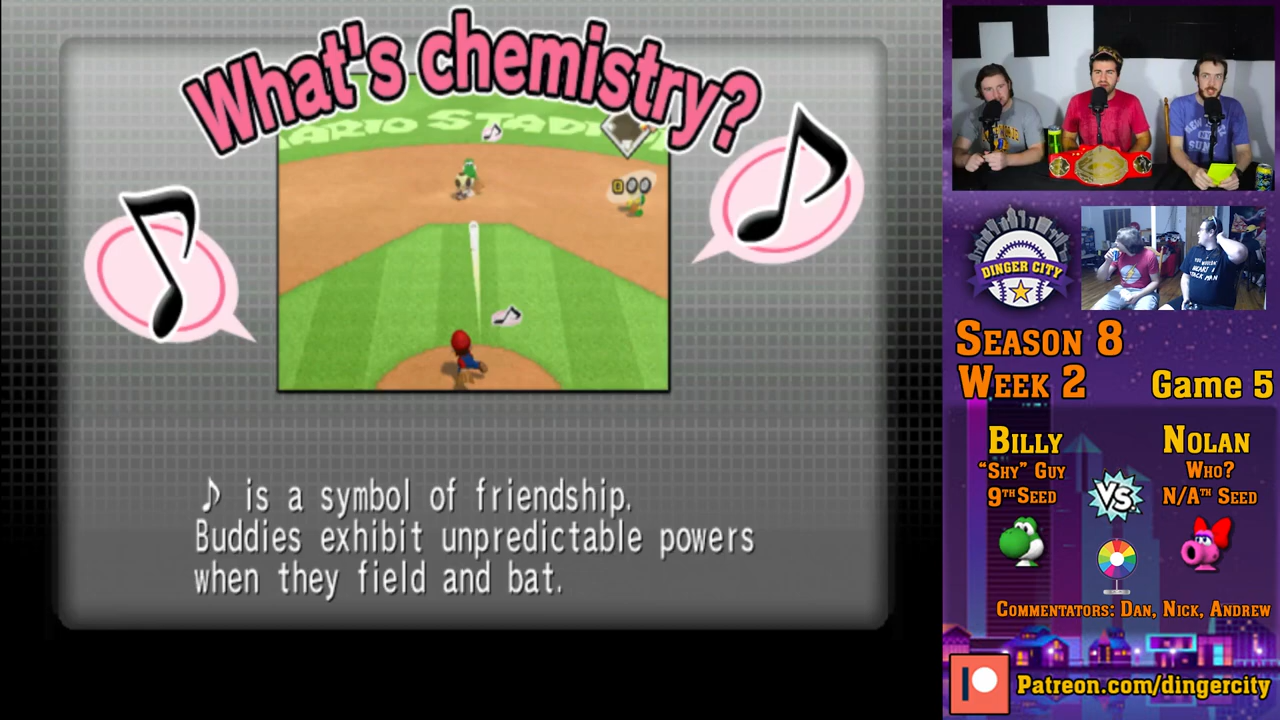 What's chemistry?
MARIO STADIU
000
♪ is a symbol of friendship.
Buddies exhibit unpredictable powers
when they field and bat.
DINGER CITY
SEASON 8
WEEK 2
GAME 5
BILLY
"SHY" GUY
9TH SEED
VS.
NOLAN
WHO?
N/ATH SEED
COMMENTATORS: DAN, NICK, ANDREW
Patreon.com/dingercity